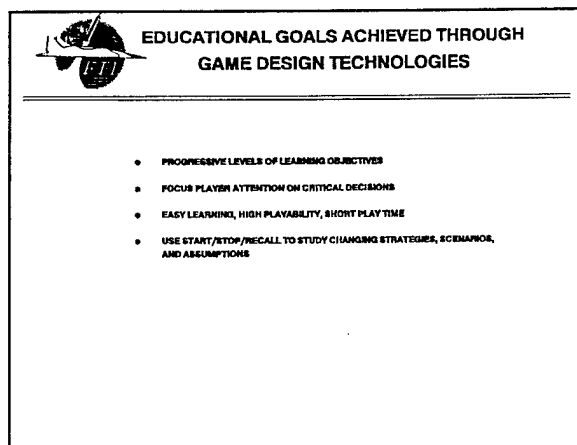 EDUCATIONAL GOALS ACHIEVED THROUGH
GAME DESIGN TECHNOLOGIES
• PROGRESSIVE LEVELS OF LEARNING OBJECTIVES
• FOCUS PLAYER ATTENTION ON CRITICAL DECISIONS
• EASY LEARNING, HIGH PLAYABILITY, SHORT PLAY TIME
• USE START/STOP/RECALL TO STUDY CHANGING STRATEGIES, SCENARIOS,
AND ASSUMPTIONS